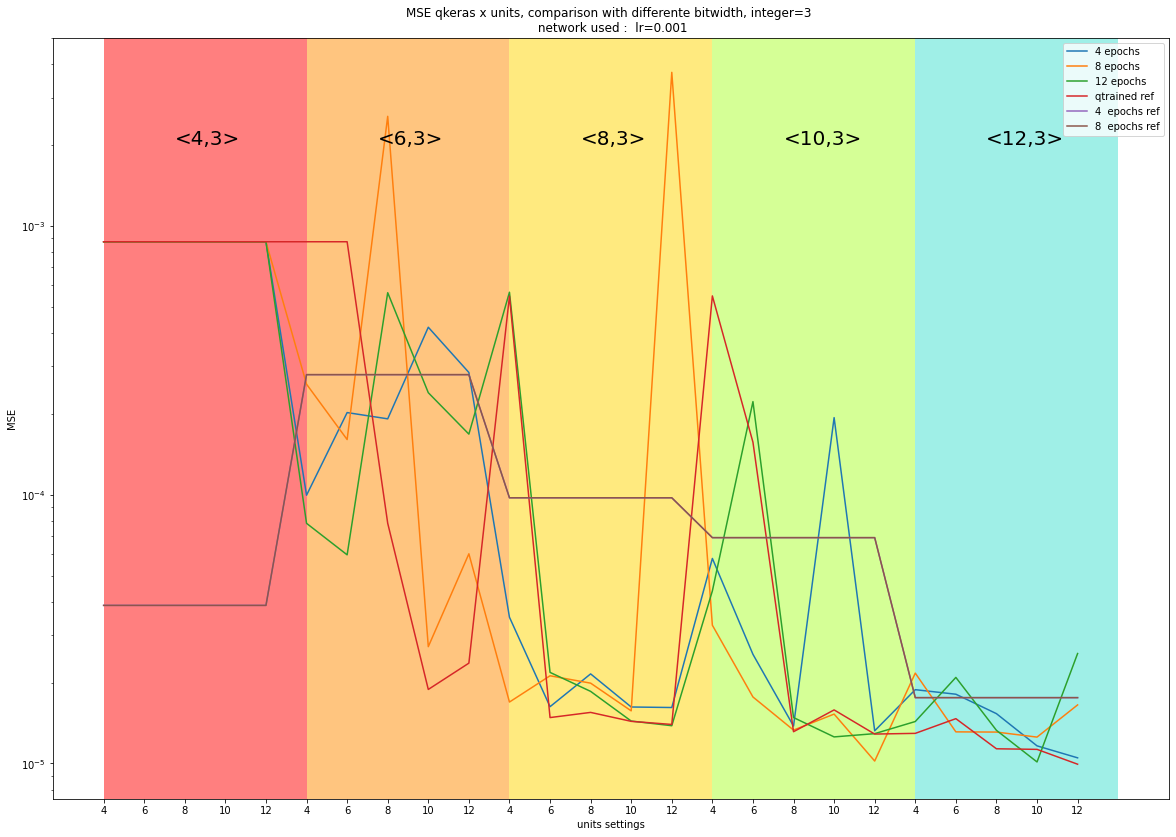 MSE qkeras x units, comparison with differente bitwidth, integer=3
network used :  lr=0.001
4 epochs
8 epochs
12 epochs
qtrained ref
4  epochs ref
8  epochs ref
<4,3>
<6,3>
<8,3>
<10,3>
<12,3>
MSE
10⁻³
10⁻⁴
10⁻⁵
4 6 8 10 12 4 6 8 10 12 4 6 8 10 12 4 6 8 10 12 4 6 8 10 12
units settings